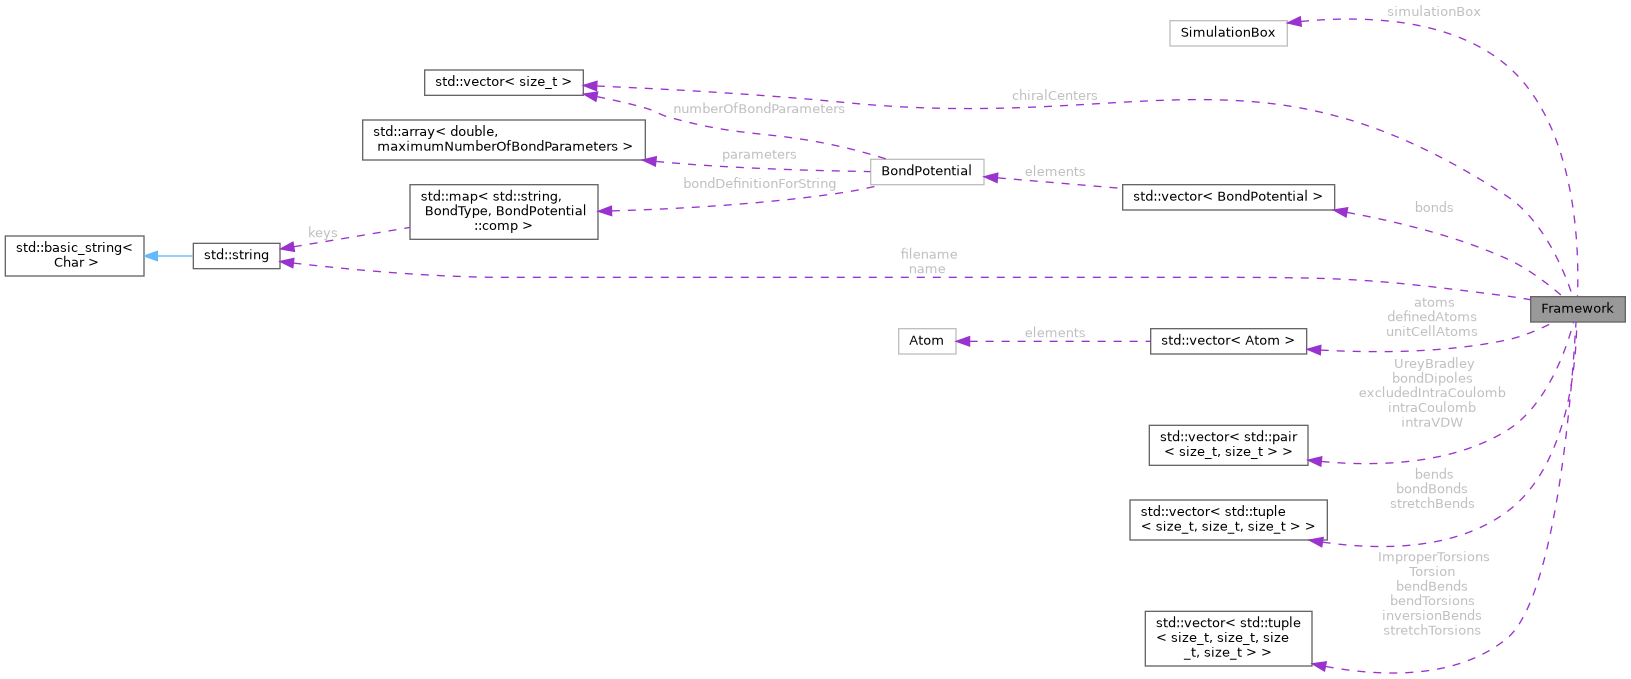 simulationBox
SimulationBox
std::vector< size_t >
chiralCenters
numberOfBondParameters
std::array< double,
maximumNumberOfBondParameters >
parameters
BondPotential
elements
bondDefinitionForString
std::map< std::string,
BondType, BondPotential
::comp >
std::vector< BondPotential >
bonds
keys
std::basic_string<
Char >
std::string
filename
name
Framework
atoms
definedAtoms
unitCellAtoms
Atom
elements
std::vector< Atom >
UreyBradley
bondDipoles
excludedIntraCoulomb
intraCoulomb
intraVDW
std::vector< std::pair
< size_t, size_t > >
bends
bondBonds
stretchBends
std::vector< std::tuple
< size_t, size_t, size_t > >
ImproperTorsions
Torsion
bendBends
bendTorsions
inversionBends
stretchTorsions
std::vector< std::tuple
< size_t, size_t, size
_t, size_t > >